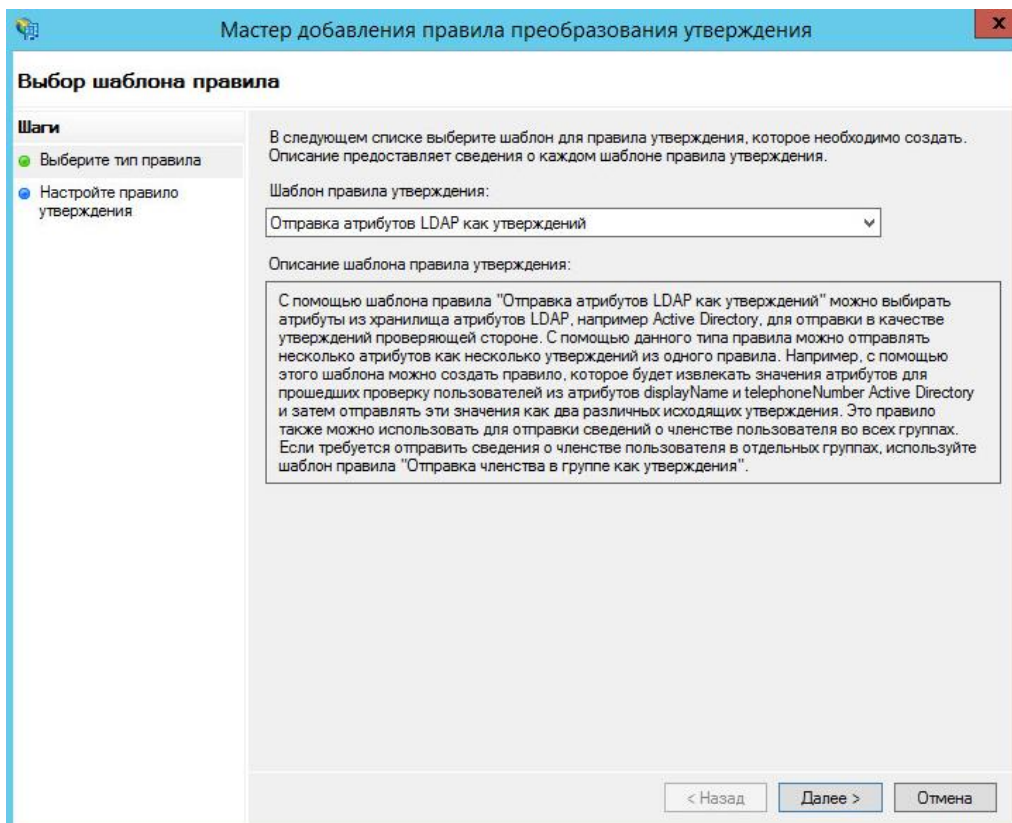 Мастер добавления правила преобразования утверждения
x
Выбор шаблона правила
Шаги
Выберите тип правила
Настройте правило
утверждения
В следующем списке выберите шаблон для правила утверждения, которое необходимо создать.
Описание предоставляет сведения о каждом шаблоне правила утверждения.
Шаблон правила утверждения:
Отправка атрибутов LDAP как утверждений
Описание шаблона правила утверждения:
С помощью шаблона правила "Отправка атрибутов LDAP как утверждений" можно выбирать
атрибуты из хранилища атрибутов LDAP, например Active Directory, для отправки в качестве
утверждений проверяющей стороне. С помощью данного типа правила можно отправлять
несколько атрибутов как несколько утверждений из одного правила. Например, с помощью
этого шаблона можно создать правило, которое будет извлекать значения атрибутов для
прошедших проверку пользователей из атрибутов displayName и telephoneNumber Active Directory
и затем отправлять эти значения как два различных исходящих утверждения. Это правило
также можно использовать для отправки сведений о членстве пользователя во всех группах.
Если требуется отправить сведения о членстве пользователя в отдельных группах, используйте
шаблон правила "Отправка членства в группе как утверждения".
< Назад
Далее >
Отмена